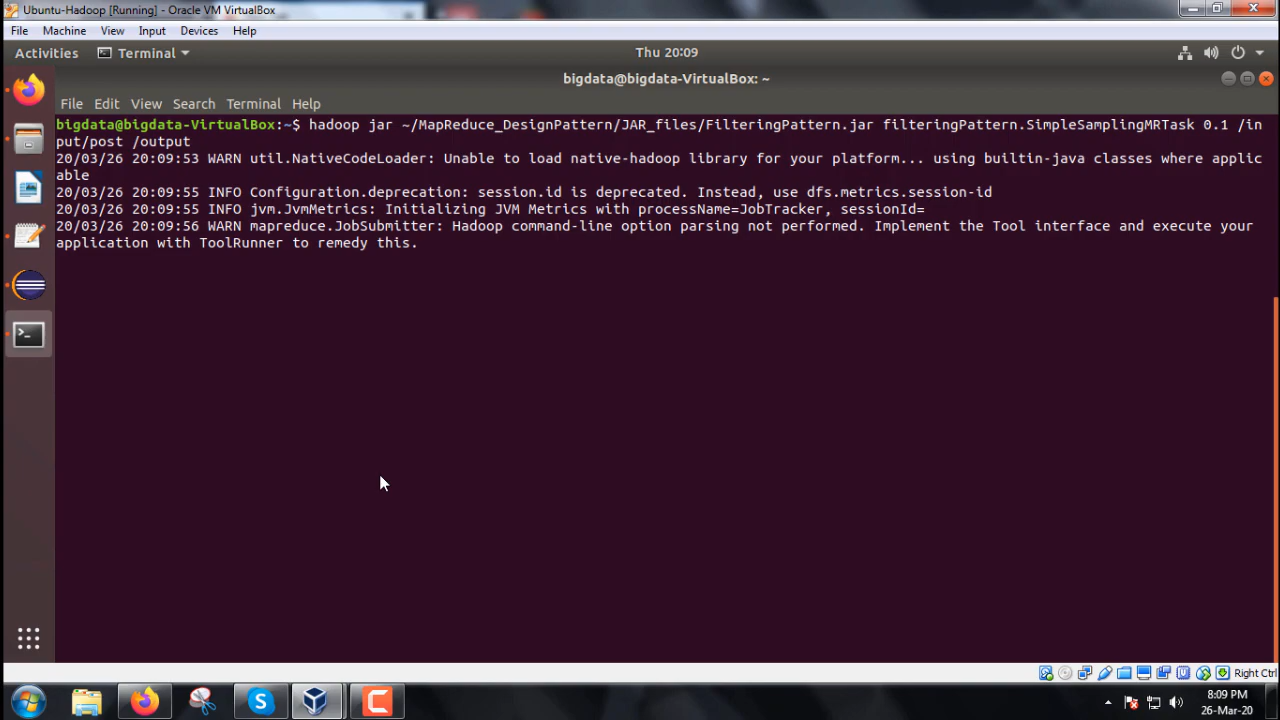 Ubuntu-Hadoop [Running] - Oracle VM VirtualBox
File Machine View Input Devices Help
Activities Terminal Thu 20:09
bigdata@bigdata-VirtualBox: ~
File Edit View Search Terminal Help
bigdata@bigdata-VirtualBox:~$ hadoop jar ~/MapReduce_DesignPattern/JAR_files/FilteringPattern.jar filteringPattern.SimpleSamplingMRTask 0.1 /in
put/post /output
20/03/26 20:09:53 WARN util.NativeCodeLoader: Unable to load native-hadoop library for your platform... using builtin-java classes where applic
able
20/03/26 20:09:55 INFO Configuration.deprecation: session.id is deprecated. Instead, use dfs.metrics.session-id
20/03/26 20:09:55 INFO jvm.JvmMetrics: Initializing JVM Metrics with processName=JobTracker, sessionId=
20/03/26 20:09:56 WARN mapreduce.JobSubmitter: Hadoop command-line option parsing not performed. Implement the Tool interface and execute your
application with ToolRunner to remedy this.
Right Ctrl
8:09 PM
26-Mar-20